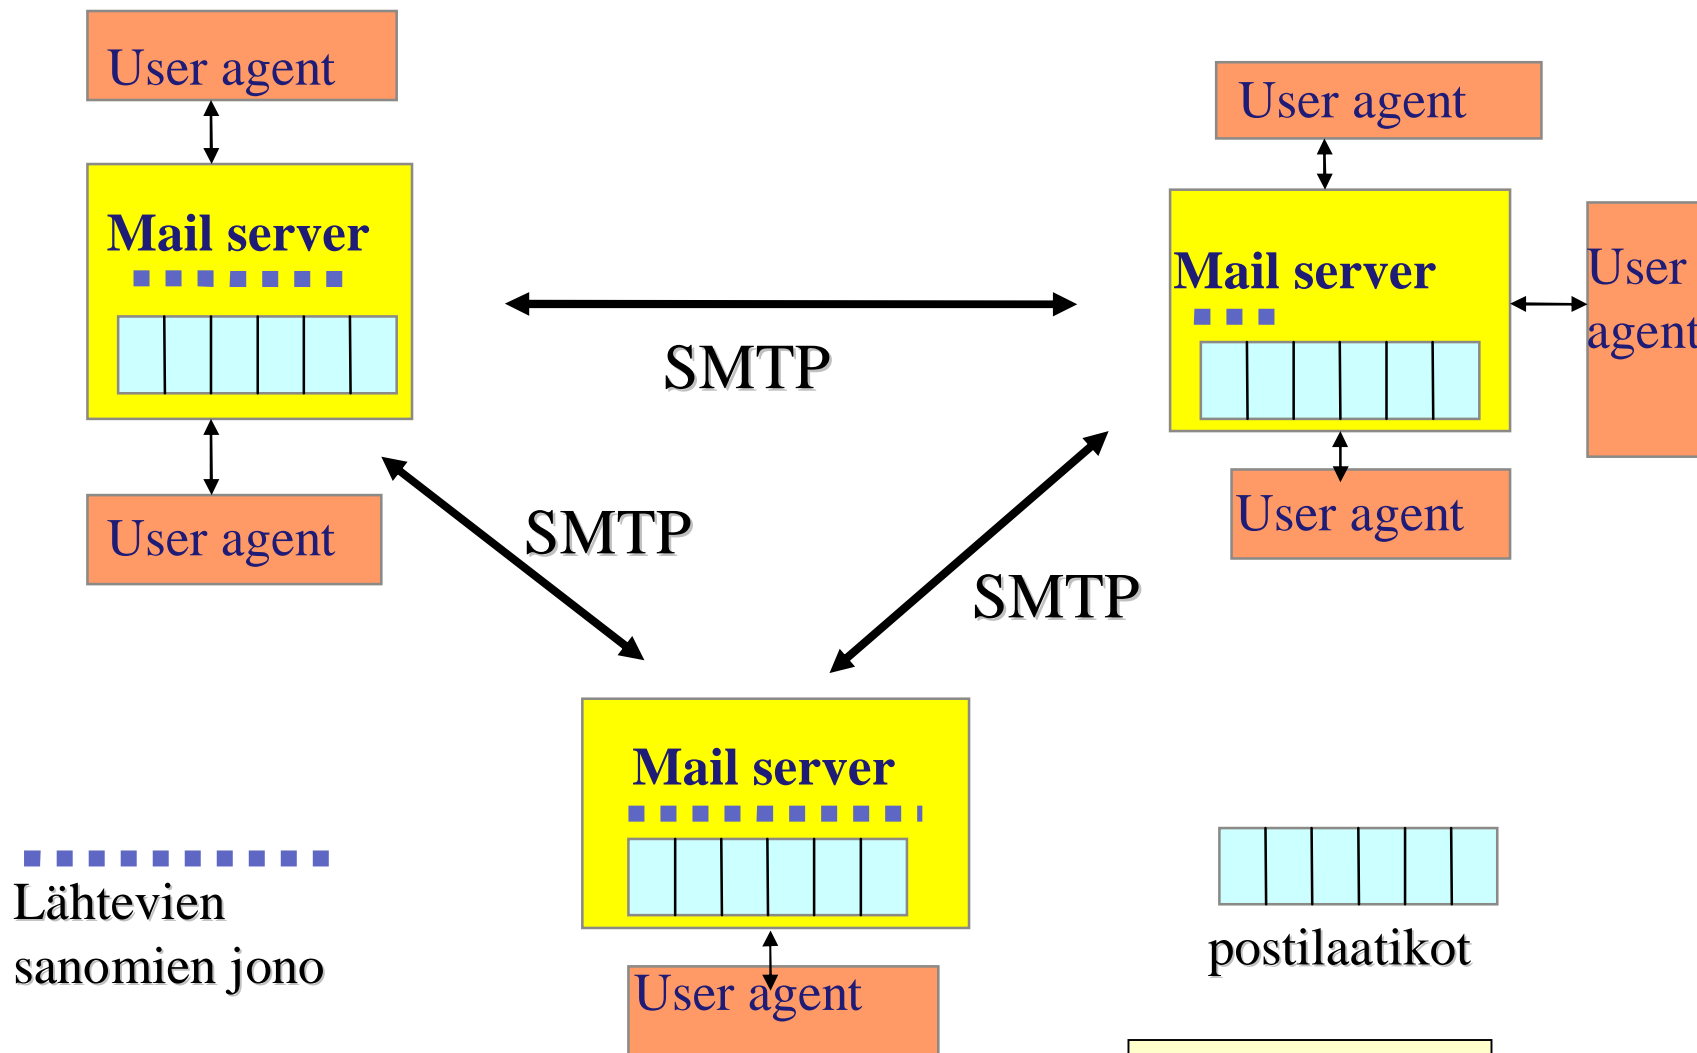 User agent
User agent
Mail server
User
agent
Mail server
SMTP
User agent
SMTP
User agent
SMTP
Mail server
Lähtevien
sanomien jono
postilaatikot
User agent